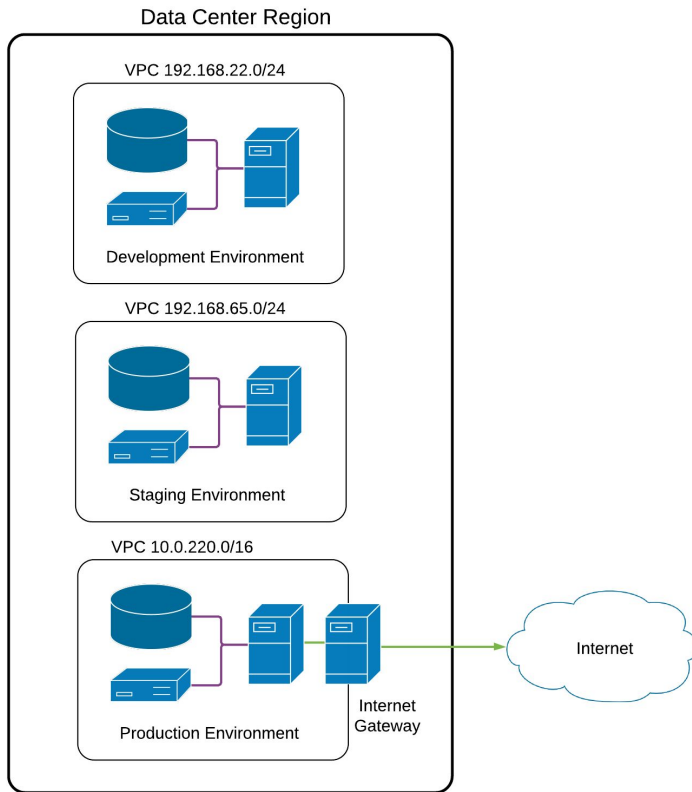 Data Center Region
VPC 192.168.22.0/24
Development Environment
VPC 192.168.65.0/24
Staging Environment
VPC 10.0.220.0/16
Production Environment
Internet
Gateway
Internet